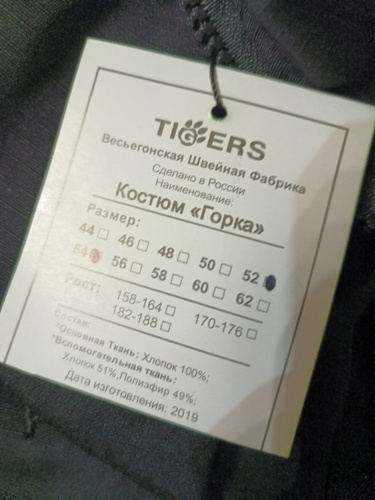 TIGERS
Весьегонская Швейная Фабрика
Сделано в России
Наименование:
Костюм «Горка»
Размер:
44 □ 46 □ 48 □ 50 □ 52
54 56 □ 58 □ 60 □ 62 □
Рост:
158-164 □ 170-176 □
182-188 □
Состав:
*Основная Ткань: Хлопок 100%;
*Вспомогательная ткань:
Хлопок 51%,Полиэфир 49%;
Дата изготовления: 2019